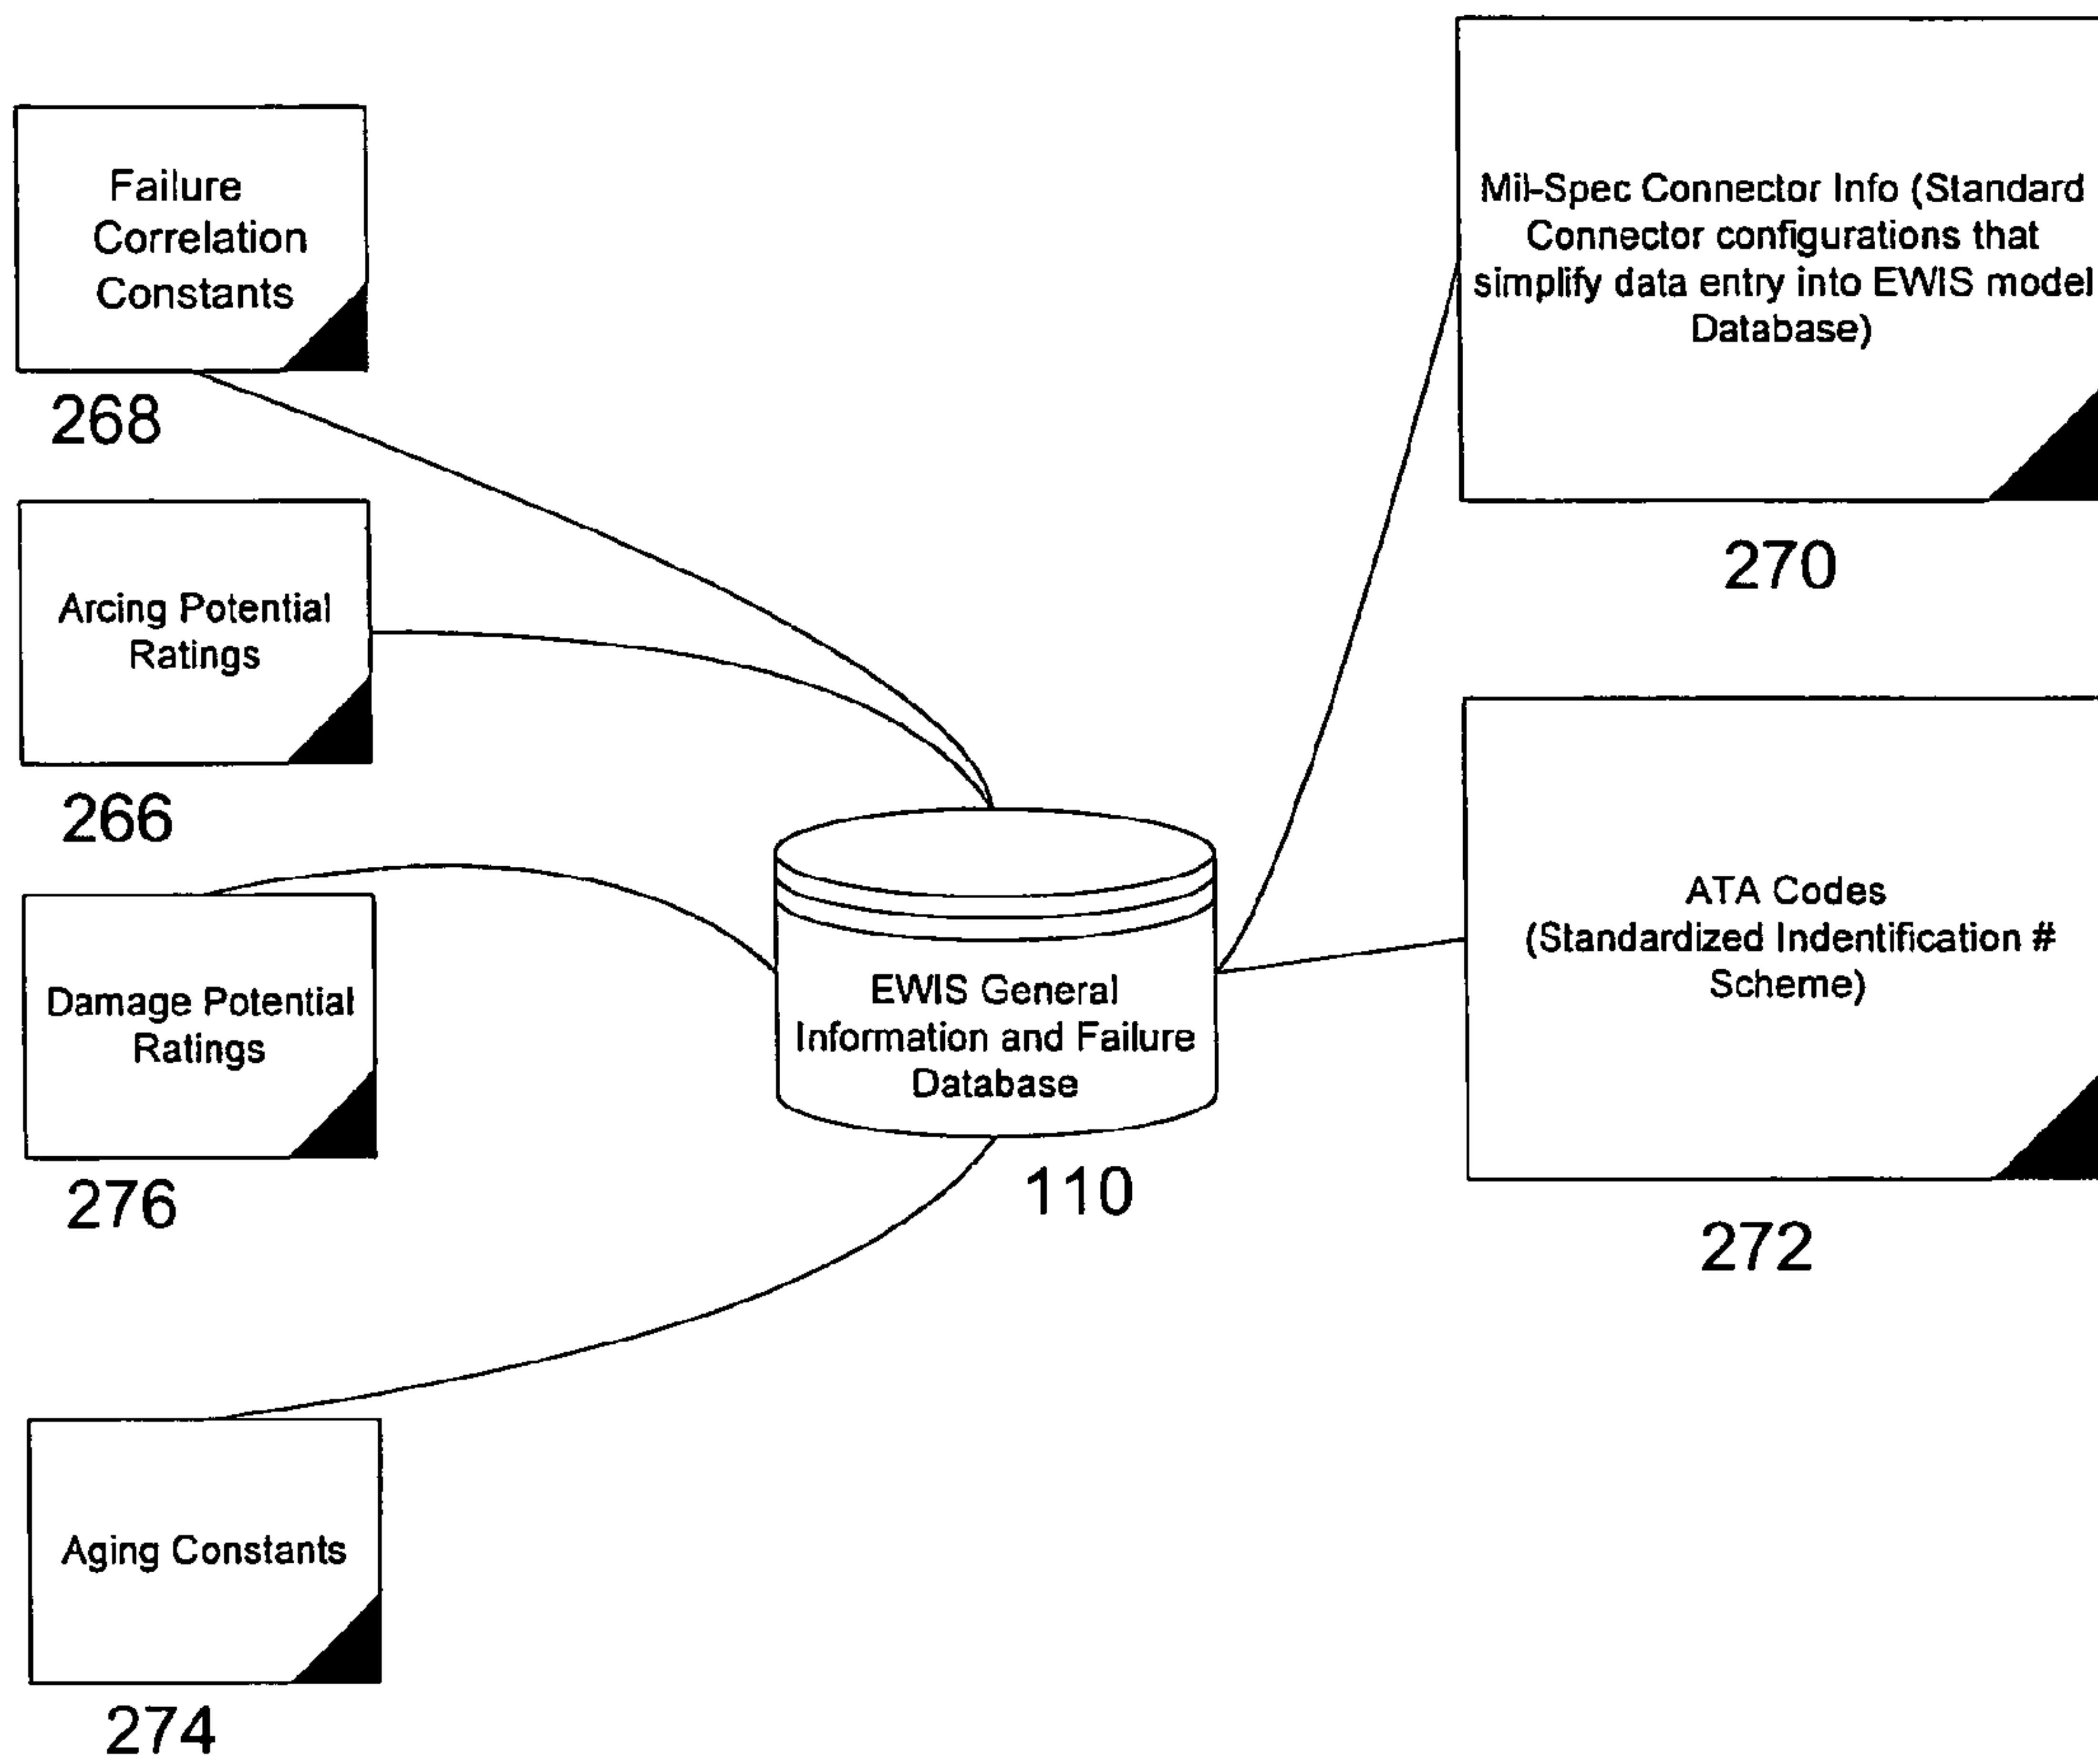 Failure
Correlation
Constants
268
Arcing Potential
Ratings
266
Damage Potential
Ratings
276
Aging Constants
274
EWIS General
Information and Failure
Database
110
Mil-Spec Connector Info (Standard
Connector configurations that
simplify data entry into EWIS model
Database)
270
ATA Codes
(Standardized Indentification #
Scheme)
272